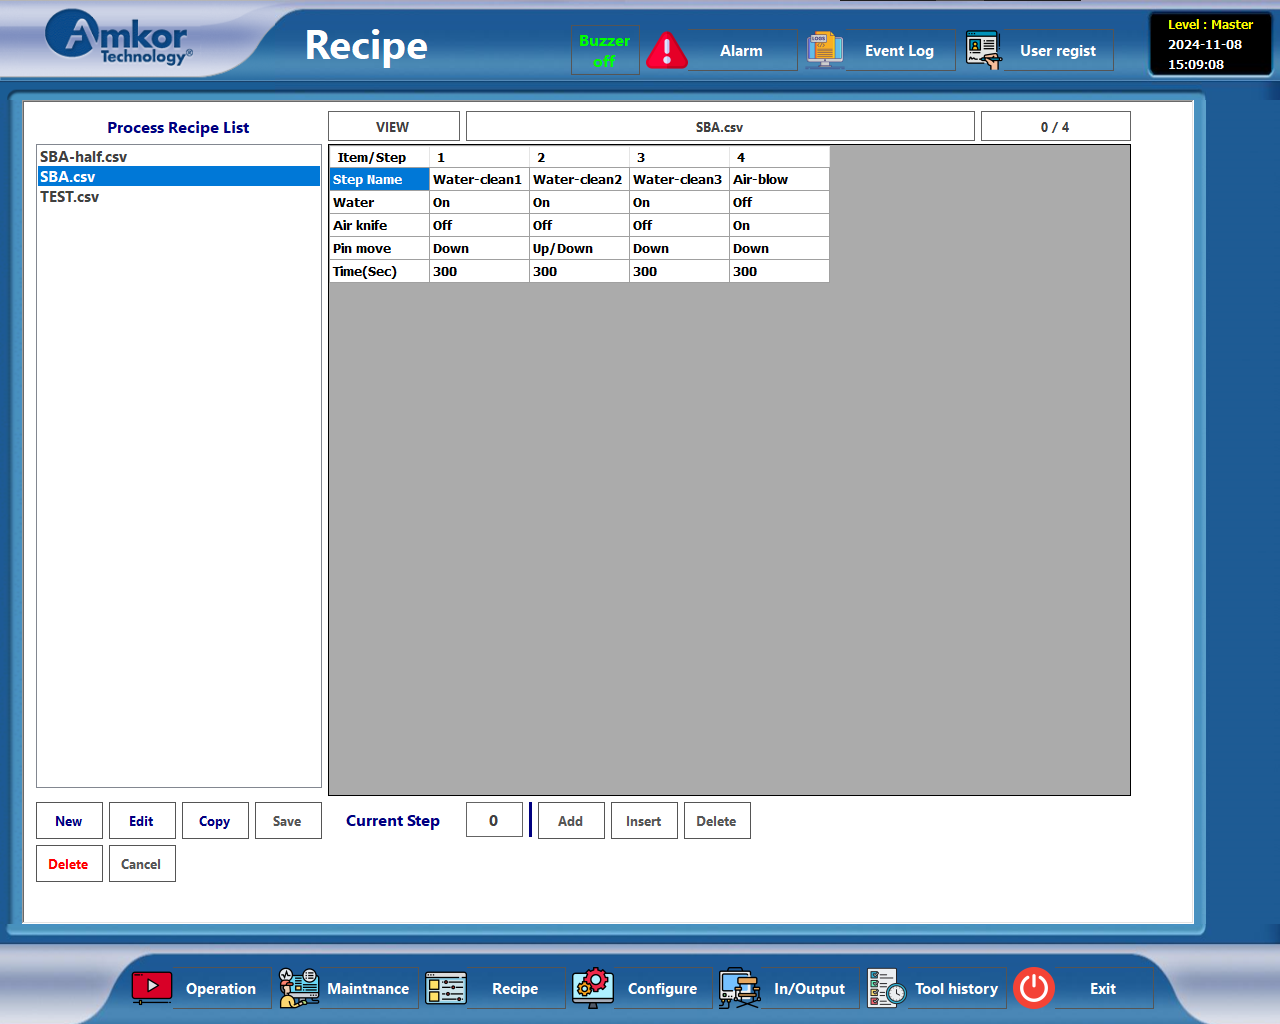 Amkor
Technology®
Recipe
Buzzer
off
Alarm
LOGS
Event Log
User regist
Level : Master
2024-11-08
15:09:08
Process Recipe List
VIEW
SBA.csv
0 / 4
SBA-half.csv
SBA.csv
TEST.csv
Item/Step 1 2 3 4
Step Name Water-clean1 Water-clean2 Water-clean3 Air-blow
Water On On On Off
Air knife Off Off Off On
Pin move Down Up/Down Down Down
Time(Sec) 300 300 300 300
New Edit Copy Save
Current Step 0 Add Insert Delete
Delete Cancel
Operation Maintnance Recipe Configure In/Output Tool history Exit